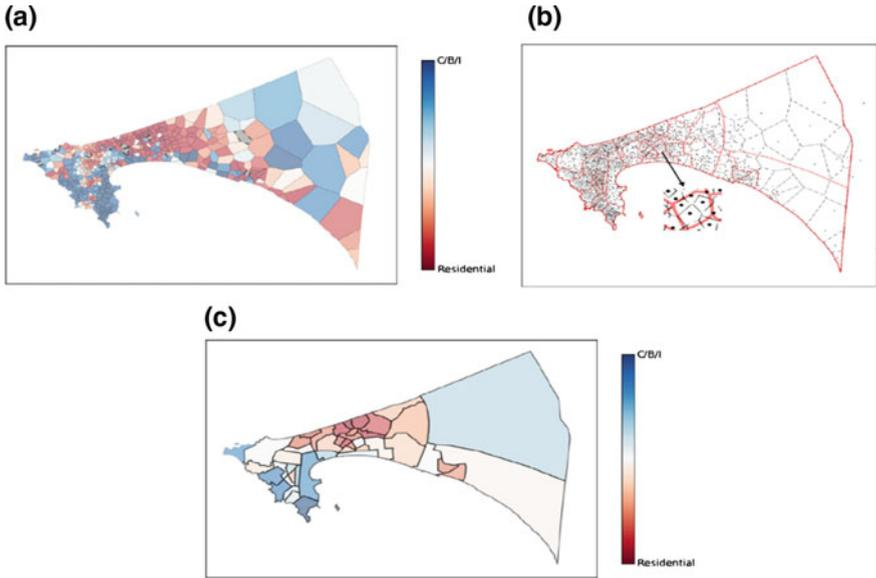 (a)
C/B/I
Residential
(b)
(c)
C/B/I
Residential